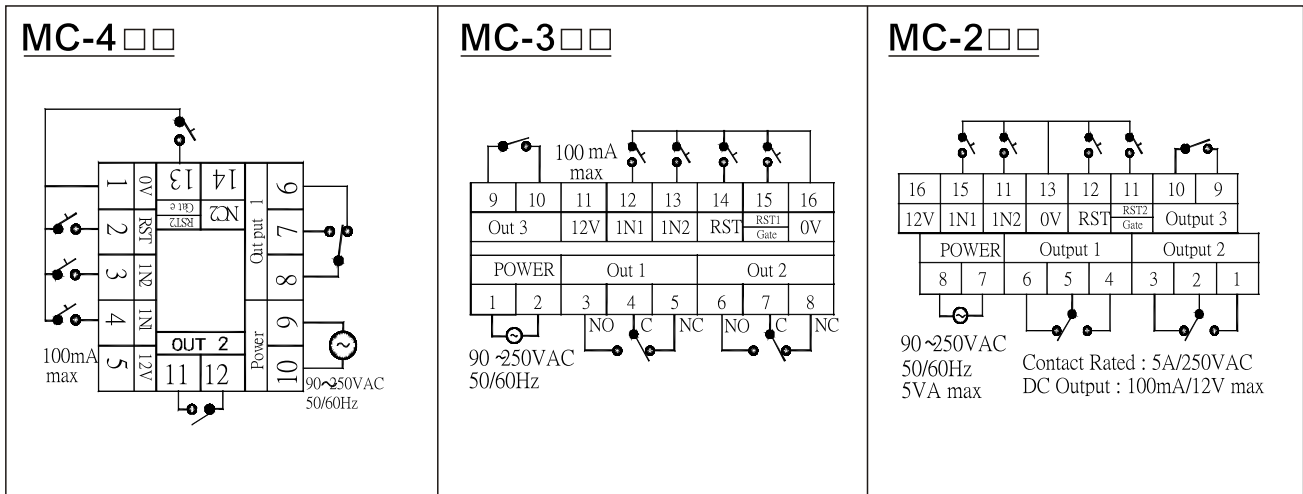 MC-4□□
13 14
1 0V RST2 Gate NC2 Output 1 6
2 RST 7
3 1N2 8
4 1N1 Power 9
5 12V OUT 2 10
11 12
100mA
max
90~250VAC
50/60Hz
MC-3□□
100 mA
max
9 10 11 12 13 14 15 16
Out 3 12V 1N1 1N2 RST RST1 Gate 0V
POWER Out 1 Out 2
1 2 3 4 5 6 7 8
NO C NC NO C NC
90~250VAC
50/60Hz
MC-2□□
16 15 11 13 12 11 10 9
12V 1N1 1N2 0V RST RST2 Gate Output 3
POWER Output 1 Output 2
8 7 6 5 4 3 2 1
90~250VAC
50/60Hz
5VA max
Contact Rated : 5A/250VAC
DC Output : 100mA/12V max